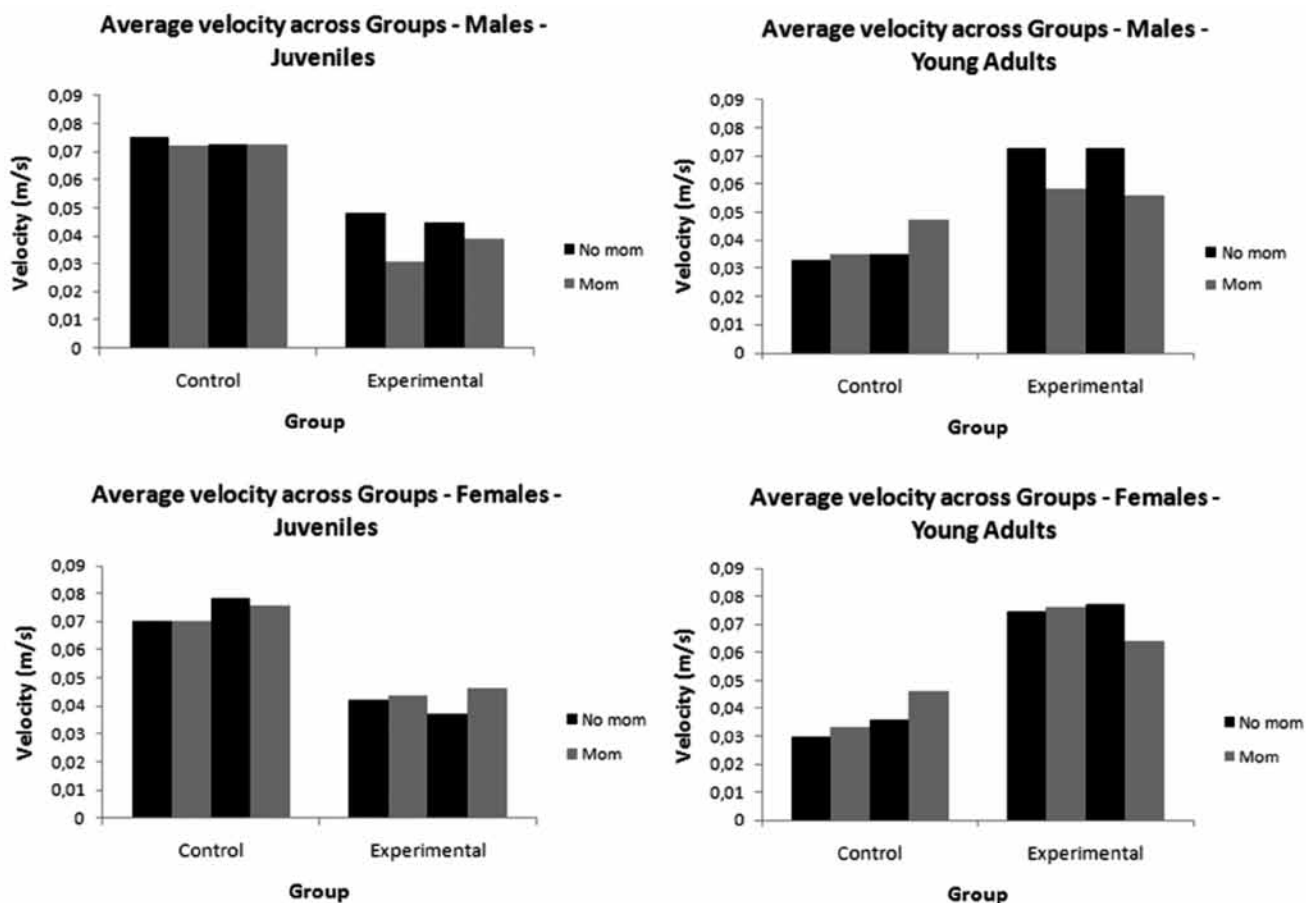 Average velocity across Groups - Males -
Juveniles
0,09
0,08
0,07
0,06
0,05
0,04
0,03
0,02
0,01
0
Velocity (m/s)
Control
Experimental
Group
No mom
Mom
Average velocity across Groups - Males -
Young Adults
0,09
0,08
0,07
0,06
0,05
0,04
0,03
0,02
0,01
0
Velocity (m/s)
Control
Experimental
Group
No mom
Mom
Average velocity across Groups - Females -
Juveniles
0,09
0,08
0,07
0,06
0,05
0,04
0,03
0,02
0,01
0
Velocity (m/s)
Control
Experimental
Group
No mom
Mom
Average velocity across Groups - Females -
Young Adults
0,09
0,08
0,07
0,06
0,05
0,04
0,03
0,02
0,01
0
Velocity (m/s)
Control
Experimental
Group
No mom
Mom